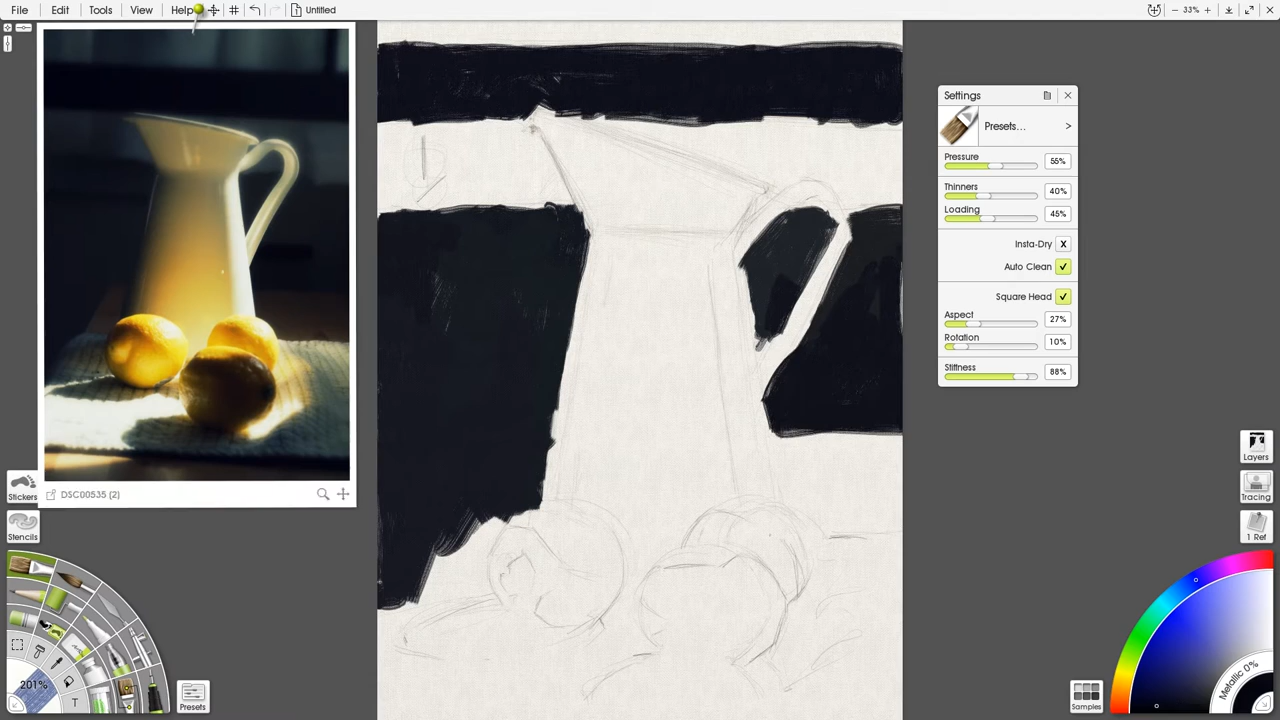 File Edit Tools View Help Untitled 33%
Settings
Presets...
>
Pressure 55%
Thinners 40%
Loading 45%
Insta-Dry X
Auto Clean
Square Head
Aspect 27%
Rotation 10%
Stiffness 88%
Layers
Stickers
DSC00535 (2)
Tracing
Stencils
1 Ref
T
201%
Presets
Samples
Metallic 0%